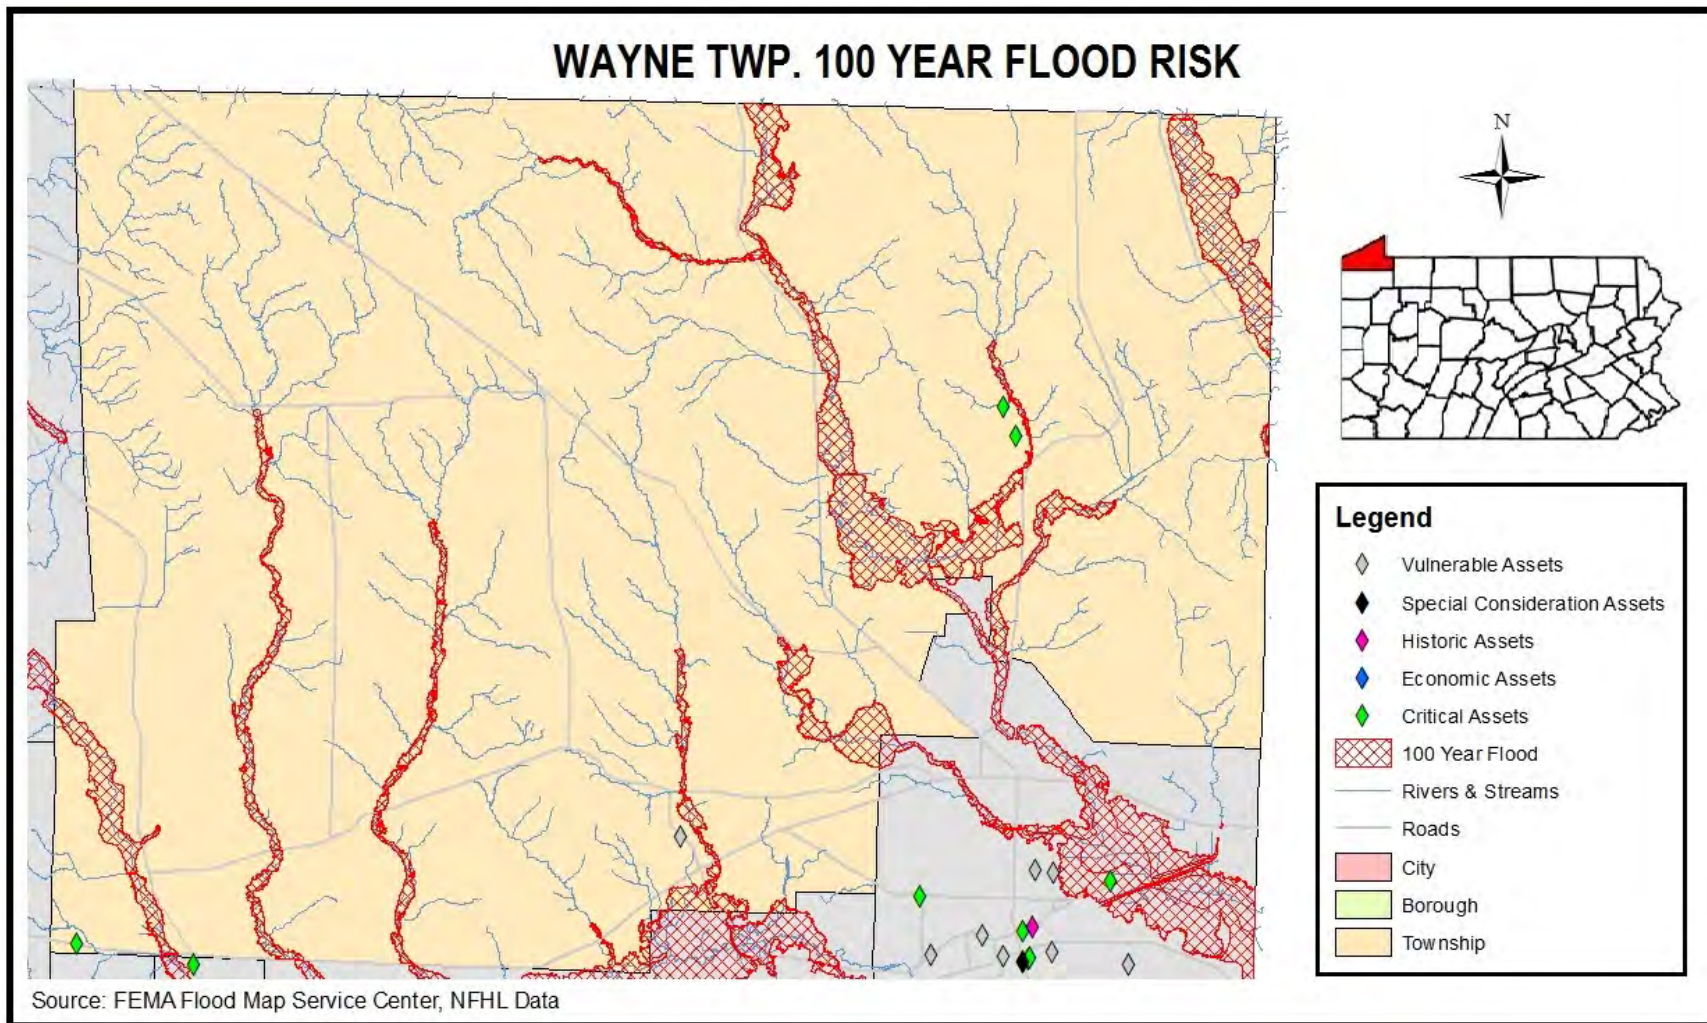 WAYNE TWP. 100 YEAR FLOOD RISK
N
Legend
Vulnerable Assets
Special Consideration Assets
Historic Assets
Economic Assets
Critical Assets
100 Year Flood
Rivers & Streams
Roads
City
Borough
Township
Source: FEMA Flood Map Service Center, NFHL Data